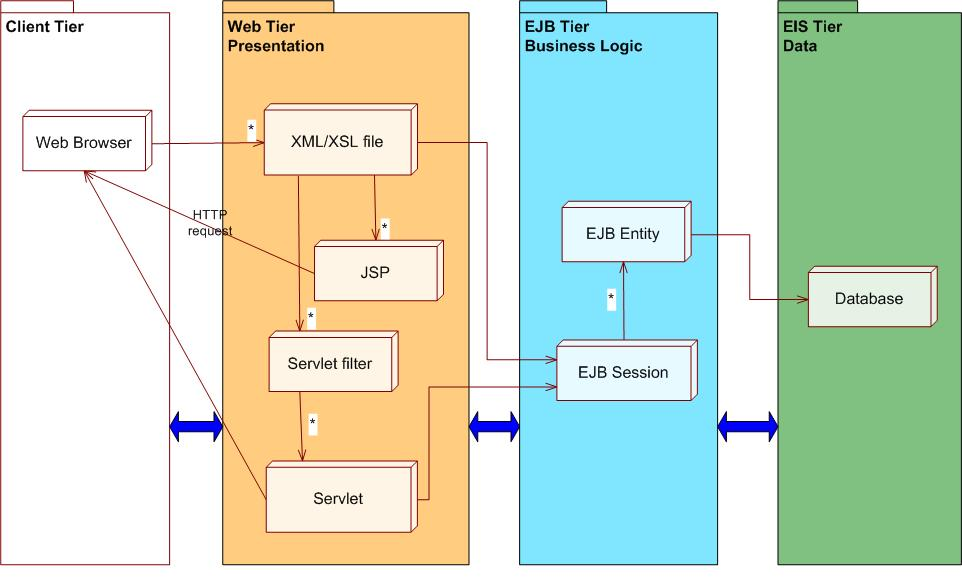 Client Tier
Web Tier
Presentation
EJB Tier
Business Logic
EIS Tier
Data
Web Browser
*
XML/XSL file
HTTP
request
*
JSP
EJB Entity
*
Database
*
Servlet filter
EJB Session
*
Servlet